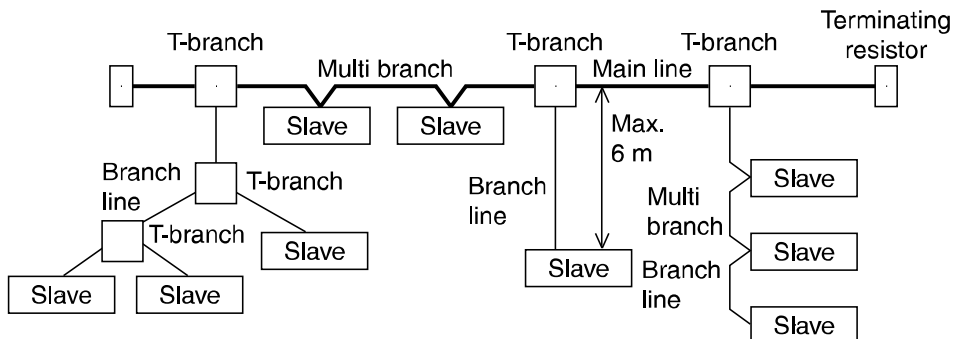 Terminating
resistor
T-branch
T-branch
T-branch
Multi branch
Main line
Slave
Slave
Max.
6 m
Branch
line
T-branch
T-branch
Slave
Slave
Slave
Branch
line
Slave
Multi
branch
Branch
line
Slave
Slave
Slave